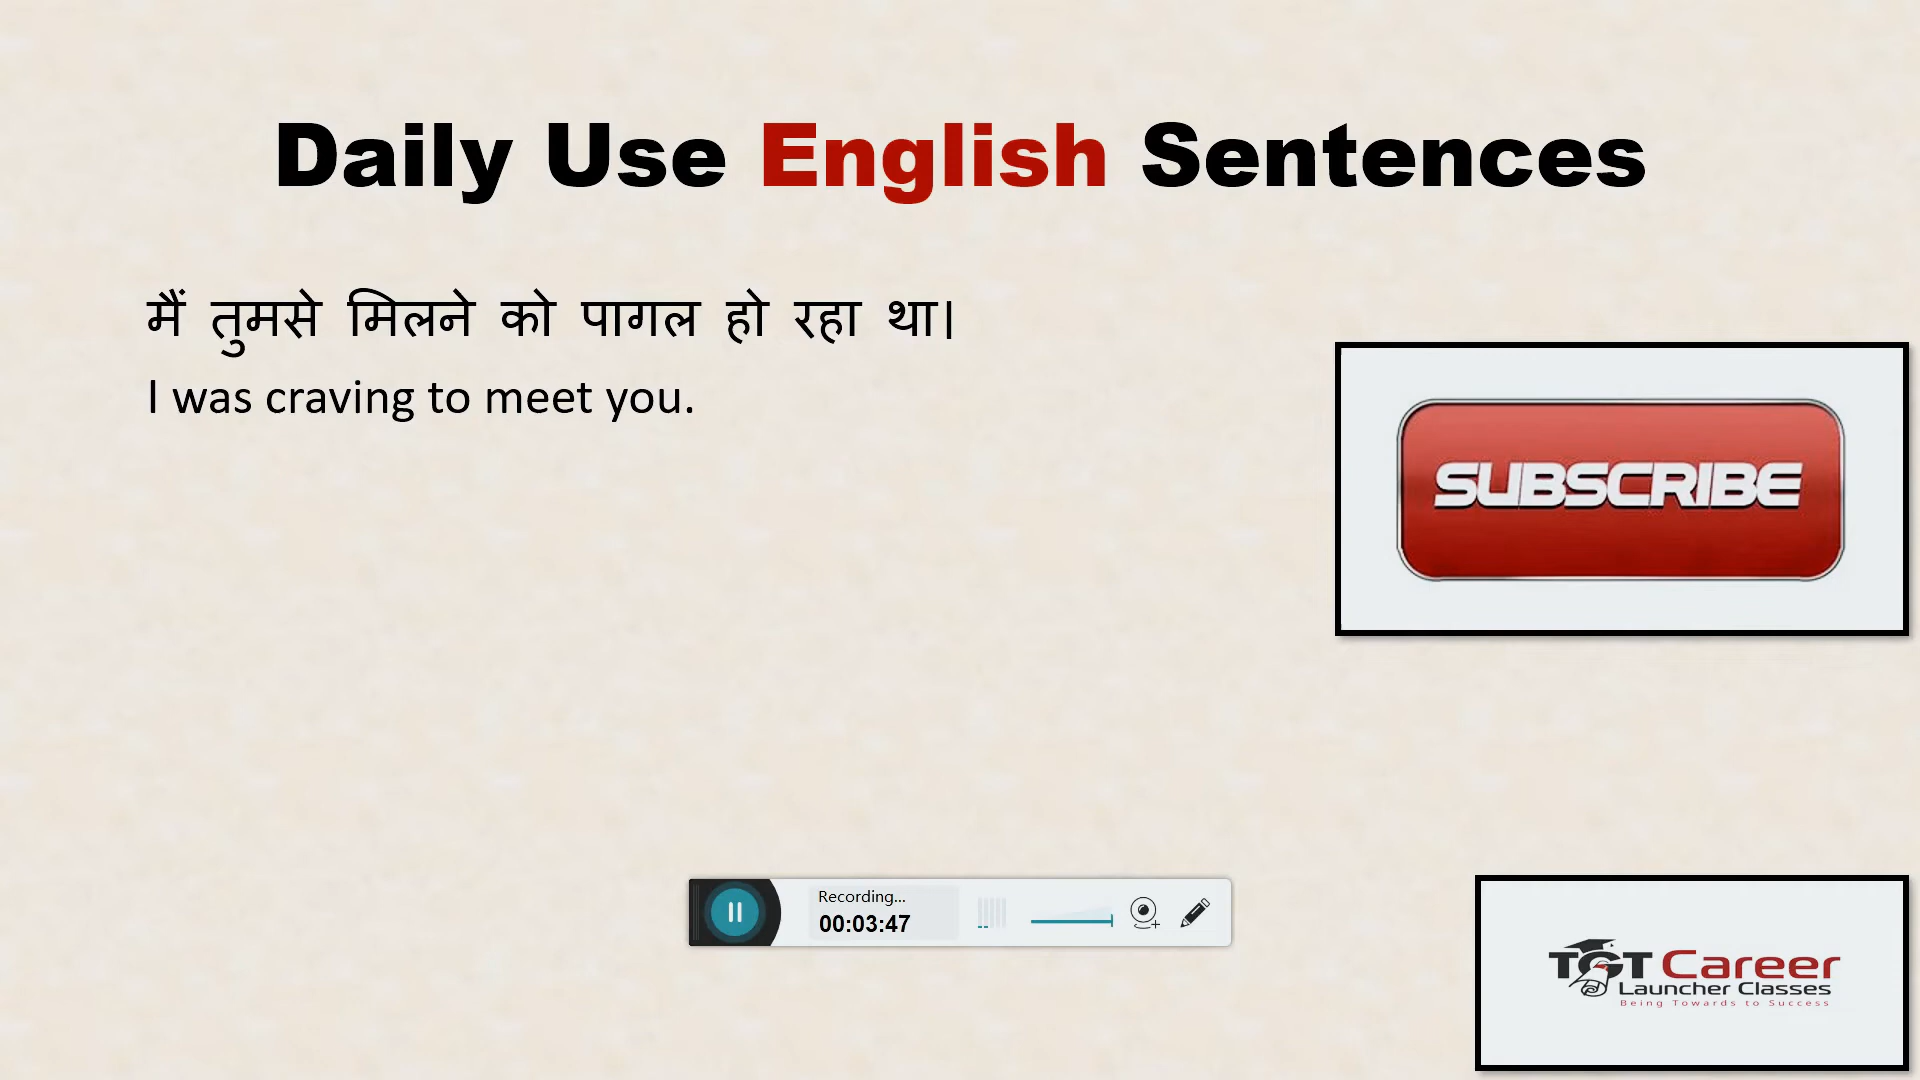 Daily Use English Sentences
मैं तुमसे मिलने को पागल हो रहा था।
I was craving to meet you.
SUBSCRIBE
Recording...
00:03:47
TGT Career
Launcher Classes
Being Towards to Success